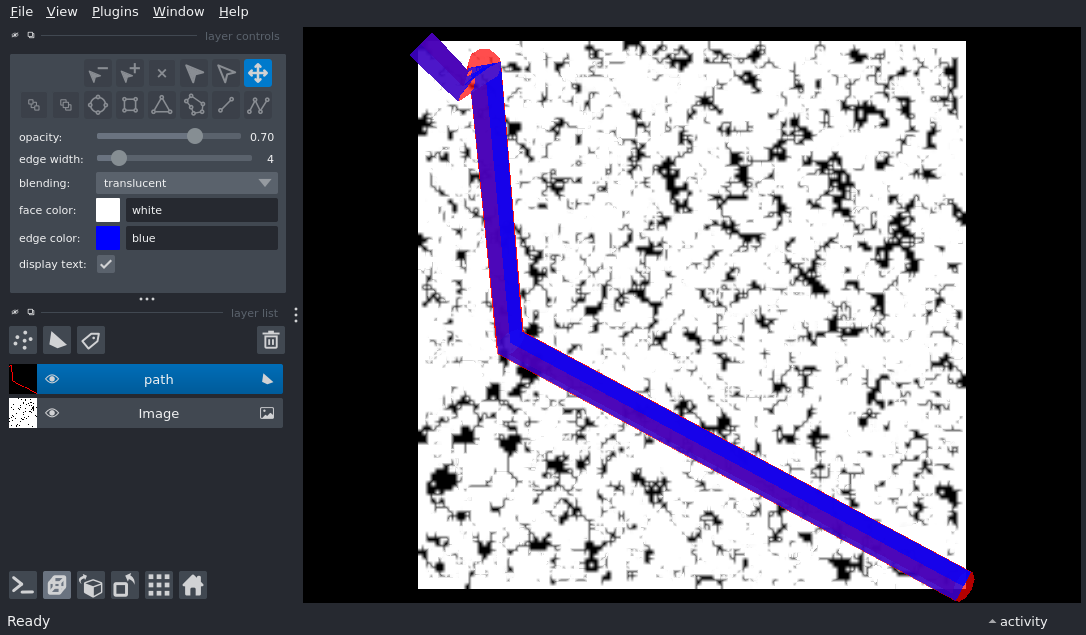 File View Plugins Window Help
layer controls
opacity: 0.70
edge width: 4
blending: translucent
face color: white
edge color: blue
display text:
layer list
path
Image
Ready
activity